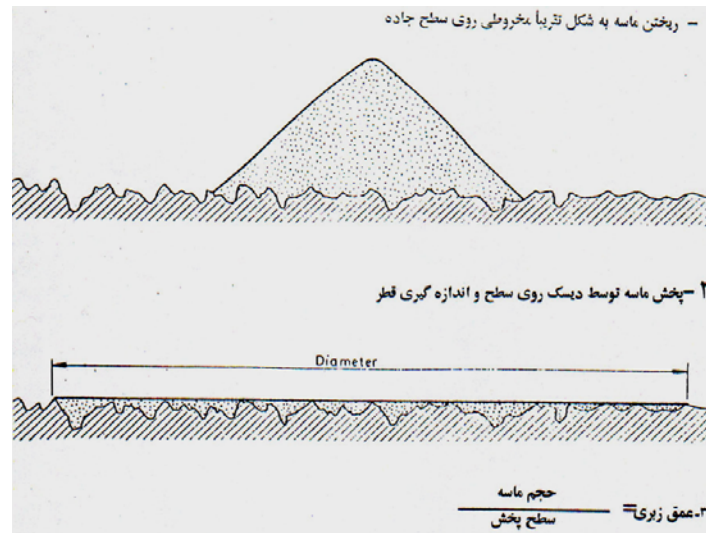 - ریختن ماسه به شکل تقریباً مخروطی روی سطح جاده
۲-پخش ماسه توسط دیسک روی سطح و اندازه گیری قطر
Diameter
۳-عمق زبری= حجم ماسه
سطح پخش